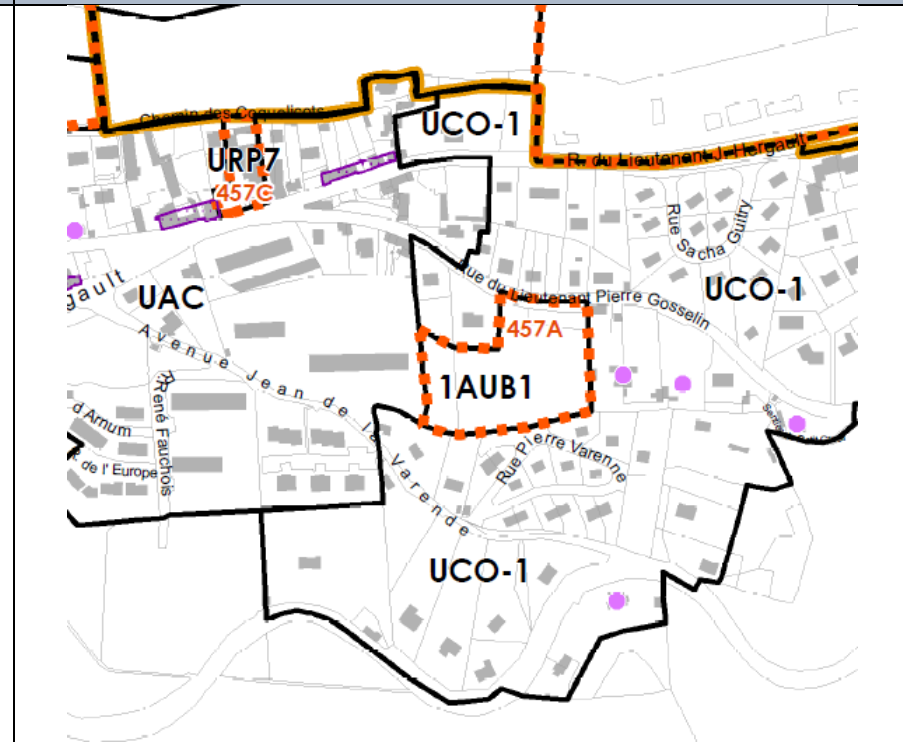 Chemin des Coquelicots
UCO-1
R. du Lieutenant J. Hergault
URP7
457C
Rue Sacha Guitry
gault
UAC
Rue du Lieutenant Pierre Gosselin
UCO-1
457A
Avenue Jean de la Varende
1AUB1
R. René Fauchois
d'Arnum
R. de l'Europe
Rue Pierre Varenne
UCO-1